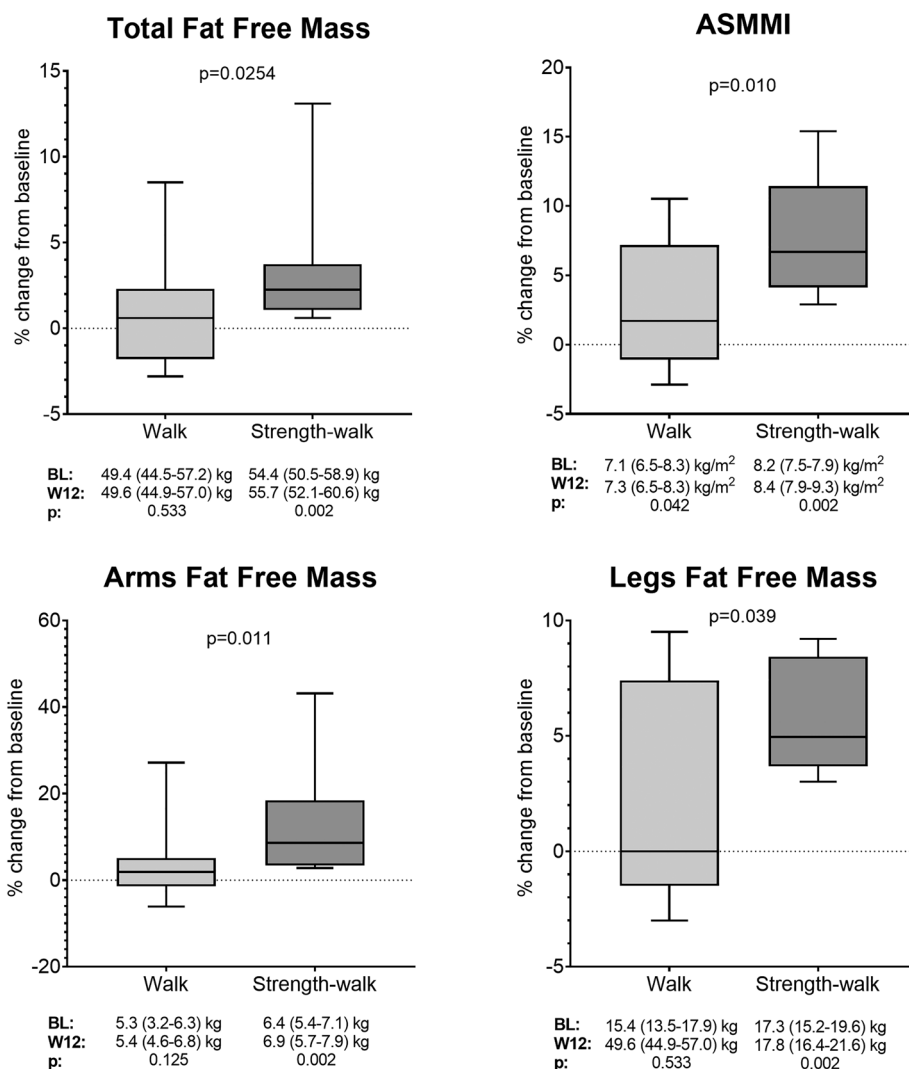 Total Fat Free Mass
p=0.0254
% change from baseline
15
10
5
0
-5
Walk Strength-walk
BL: 49.4 (44.5-57.2) kg 54.4 (50.5-58.9) kg
W12: 49.6 (44.9-57.0) kg 55.7 (52.1-60.6) kg
p: 0.533 0.002
ASMMI
p=0.010
% change from baseline
20
15
10
5
0
-5
Walk Strength-walk
BL: 7.1 (6.5-8.3) kg/m² 8.2 (7.5-7.9) kg/m²
W12: 7.3 (6.5-8.3) kg/m² 8.4 (7.9-9.3) kg/m²
p: 0.042 0.002
Arms Fat Free Mass
p=0.011
% change from baseline
60
40
20
0
-20
Walk Strength-walk
BL: 5.3 (3.2-6.3) kg 6.4 (5.4-7.1) kg
W12: 5.4 (4.6-6.8) kg 6.9 (5.7-7.9) kg
p: 0.125 0.002
Legs Fat Free Mass
p=0.039
% change from baseline
10
5
0
-5
Walk Strength-walk
BL: 15.4 (13.5-17.9) kg 17.3 (15.2-19.6) kg
W12: 49.6 (44.9-57.0) kg 17.8 (16.4-21.6) kg
p: 0.533 0.002